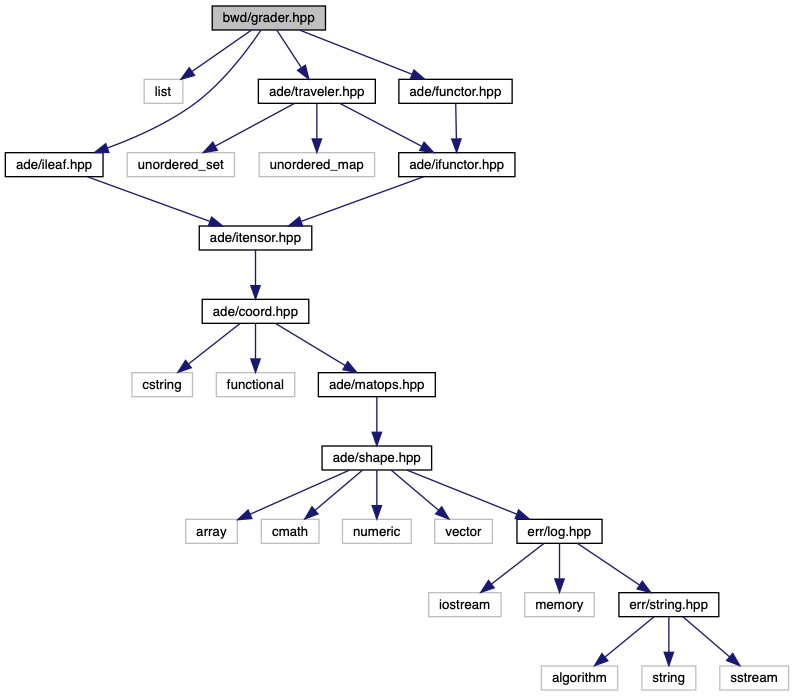 bwd/grader.hpp
list
ade/traveler.hpp
ade/functor.hpp
ade/ileaf.hpp
unordered_set
unordered_map
ade/ifunctor.hpp
ade/itensor.hpp
ade/coord.hpp
cstring
functional
ade/matops.hpp
ade/shape.hpp
array
cmath
numeric
vector
err/log.hpp
iostream
memory
err/string.hpp
algorithm
string
sstream